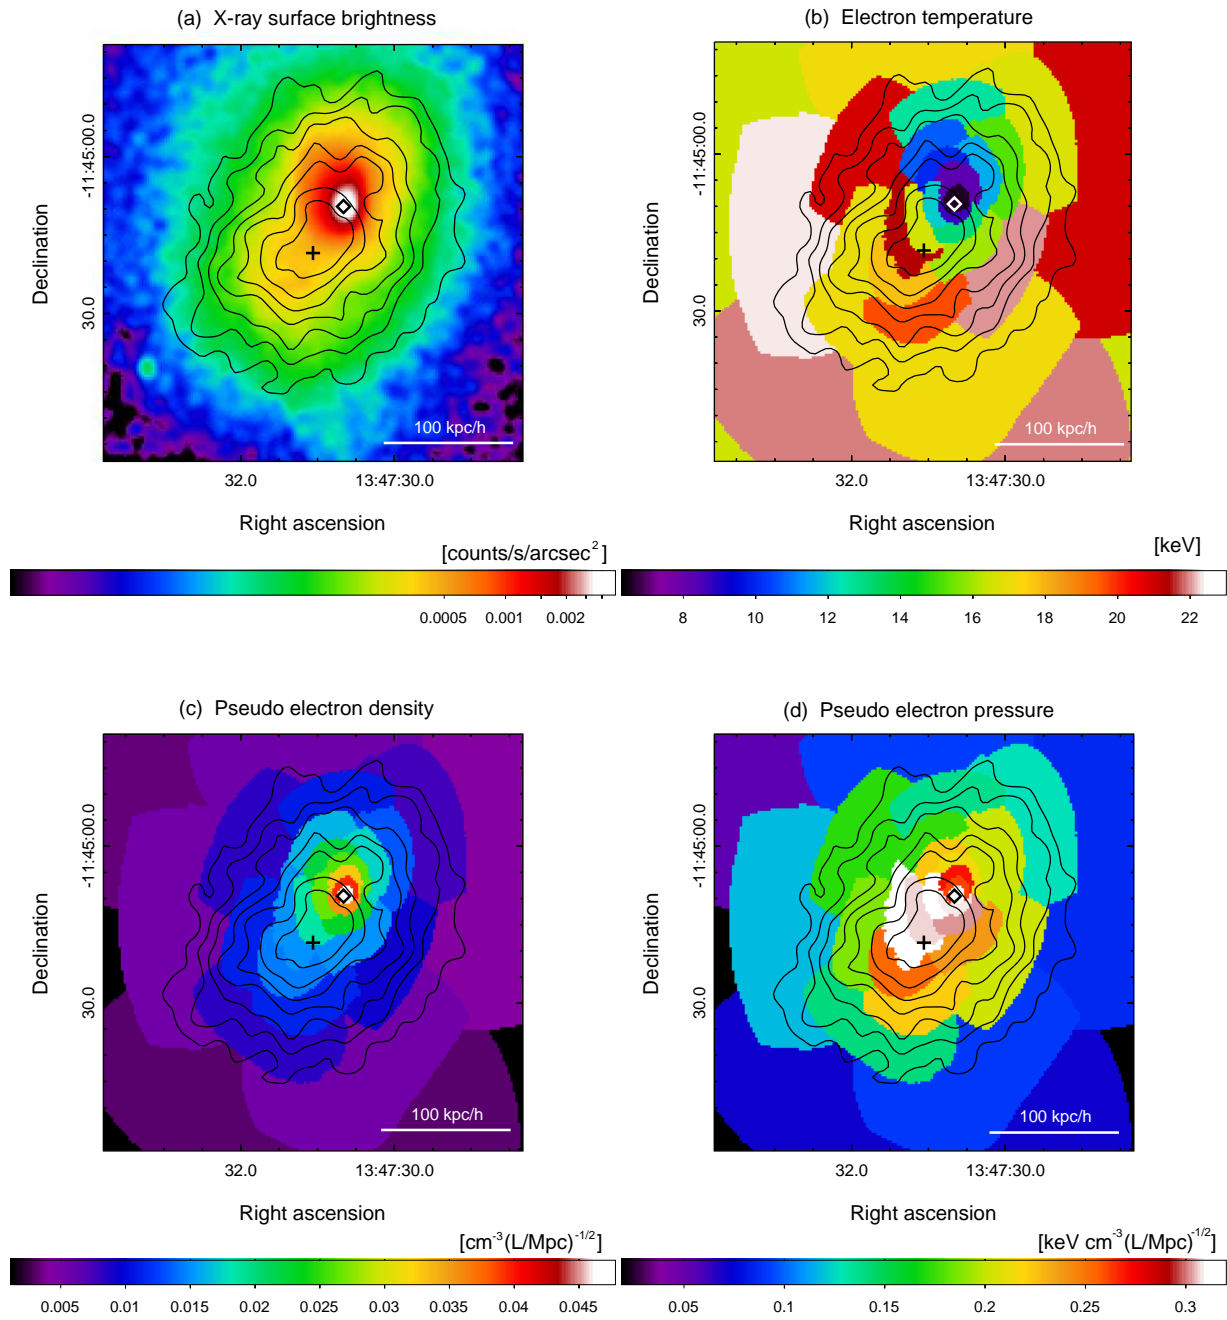 (a) X-ray surface brightness
(b) Electron temperature
Declination
-11:45:00.0
30.0
100 kpc/h
32.0
13:47:30.0
Right ascension
Declination
-11:45:00.0
30.0
100 kpc/h
32.0
13:47:30.0
Right ascension
[counts/s/arcsec²]
0.0005 0.001 0.002
[keV]
8 10 12 14 16 18 20 22
(c) Pseudo electron density
(d) Pseudo electron pressure
Declination
-11:45:00.0
30.0
100 kpc/h
32.0
13:47:30.0
Right ascension
Declination
-11:45:00.0
30.0
100 kpc/h
32.0
13:47:30.0
Right ascension
[cm⁻³(L/Mpc)⁻¹/²]
0.005 0.01 0.015 0.02 0.025 0.03 0.035 0.04 0.045
[keV cm⁻³(L/Mpc)⁻¹/²]
0.05 0.1 0.15 0.2 0.25 0.3